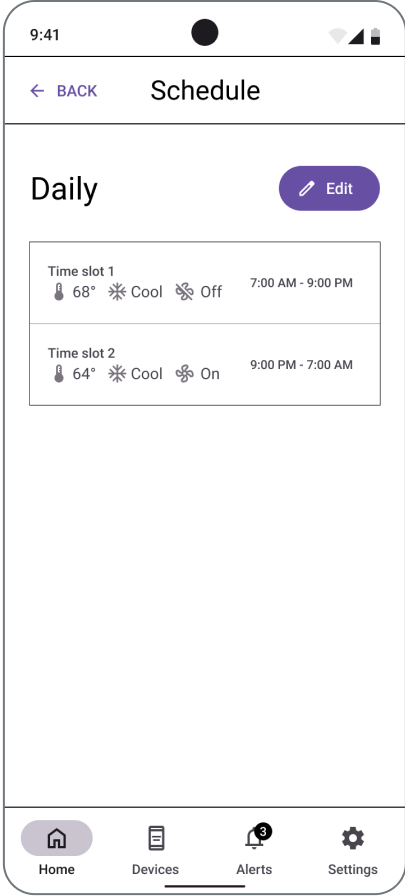 9:41
BACK Schedule
Daily Edit
Time slot 1
68° Cool Off 7:00 AM - 9:00 PM
Time slot 2
64° Cool On 9:00 PM - 7:00 AM
3
Home Devices Alerts Settings